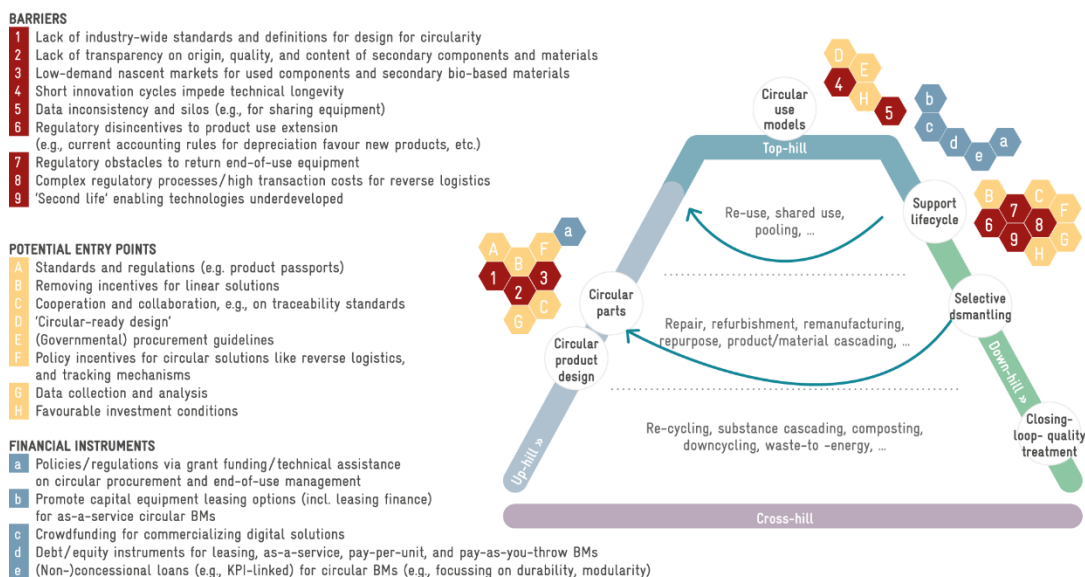 BARRIERS
1 Lack of industry-wide standards and definitions for design for circularity
2 Lack of transparency on origin, quality, and content of secondary components and materials
3 Low-demand nascent markets for used components and secondary bio-based materials
4 Short innovation cycles impede technical longevity
5 Data inconsistency and silos (e.g., for sharing equipment)
6 Regulatory disincentives to product use extension
(e.g., current accounting rules for depreciation favour new products, etc.)
7 Regulatory obstacles to return end-of-use equipment
8 Complex regulatory processes/high transaction costs for reverse logistics
9 'Second life' enabling technologies underdeveloped
POTENTIAL ENTRY POINTS
A Standards and regulations (e.g. product passports)
B Removing incentives for linear solutions
C Cooperation and collaboration, e.g., on traceability standards
D 'Circular-ready design'
E (Governmental) procurement guidelines
F Policy incentives for circular solutions like reverse logistics,
and tracking mechanisms
G Data collection and analysis
H Favourable investment conditions
FINANCIAL INSTRUMENTS
a Policies/regulations via grant funding/technical assistance
on circular procurement and end-of-use management
b Promote capital equipment leasing options (incl. leasing finance)
for as-a-service circular BMs
c Crowdfunding for commercializing digital solutions
d Debt/equity instruments for leasing, as-a-service, pay-per-unit, and pay-as-you-throw BMs
e (Non-)concessional loans (e.g., KPI-linked) for circular BMs (e.g., focussing on durability, modularity)
D
E
4
H
5
b
c
d
e
a
Circular
use
models
Top-hill
Support
lifecycle
B
7
C
6
8
F
9
G
H
a
A
F
B
1
3
2
C
G
Re-use, shared use,
pooling, ...
Circular
parts
Selective
dsmantling
Repair, refurbishment, remanufacturing,
repurpose, product/material cascading, ...
Circular
product
design
Down-hill »
Re-cycling, substance cascading, composting,
downcycling, waste-to -energy, ...
Closing-
loop- quality
treatment
Up-hill »
Cross-hill